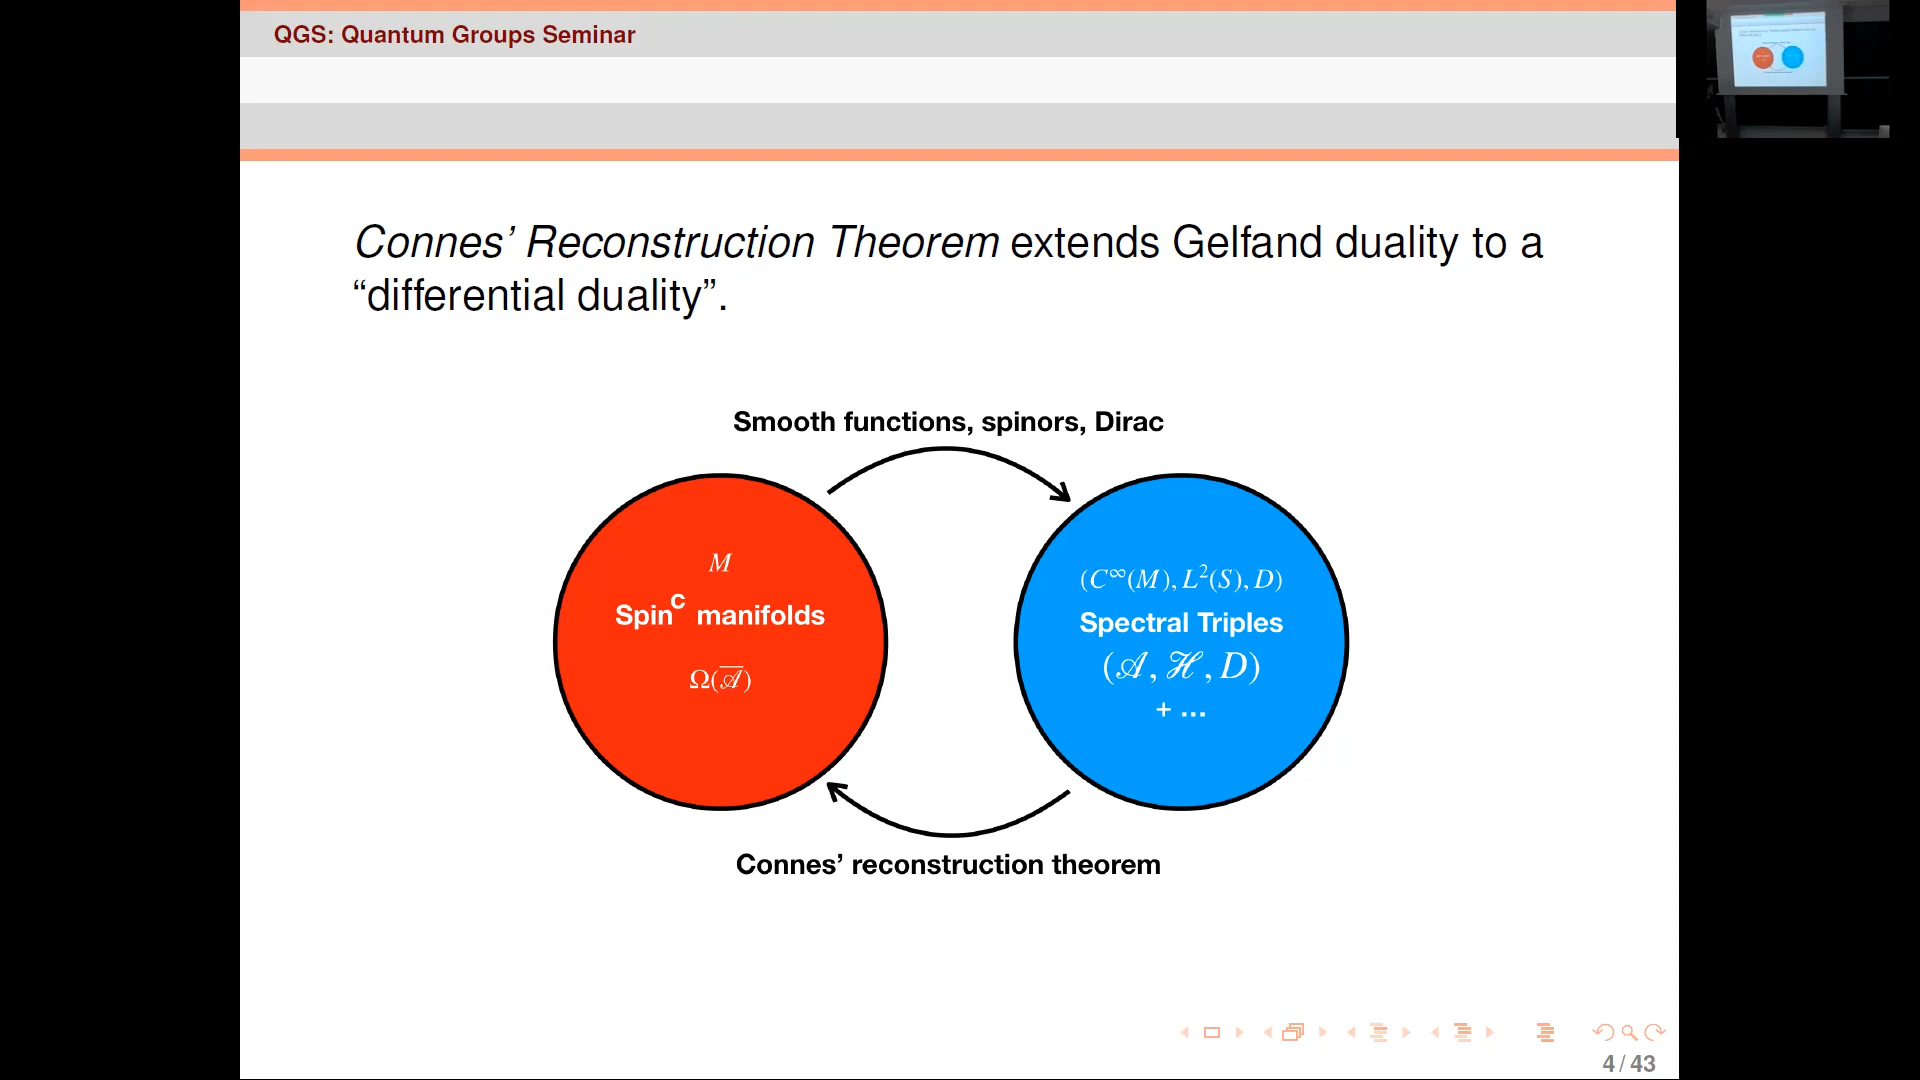 QGS: Quantum Groups Seminar
Connes’ Reconstruction Theorem extends Gelfand duality to a
“differential duality”.
Smooth functions, spinors, Dirac
M
Spin^c manifolds
Ω(𝒜̅)
(C^∞(M), L²(S), D)
Spectral Triples
(𝒜, ℋ, D)
+ ...
Connes’ reconstruction theorem
4 / 43